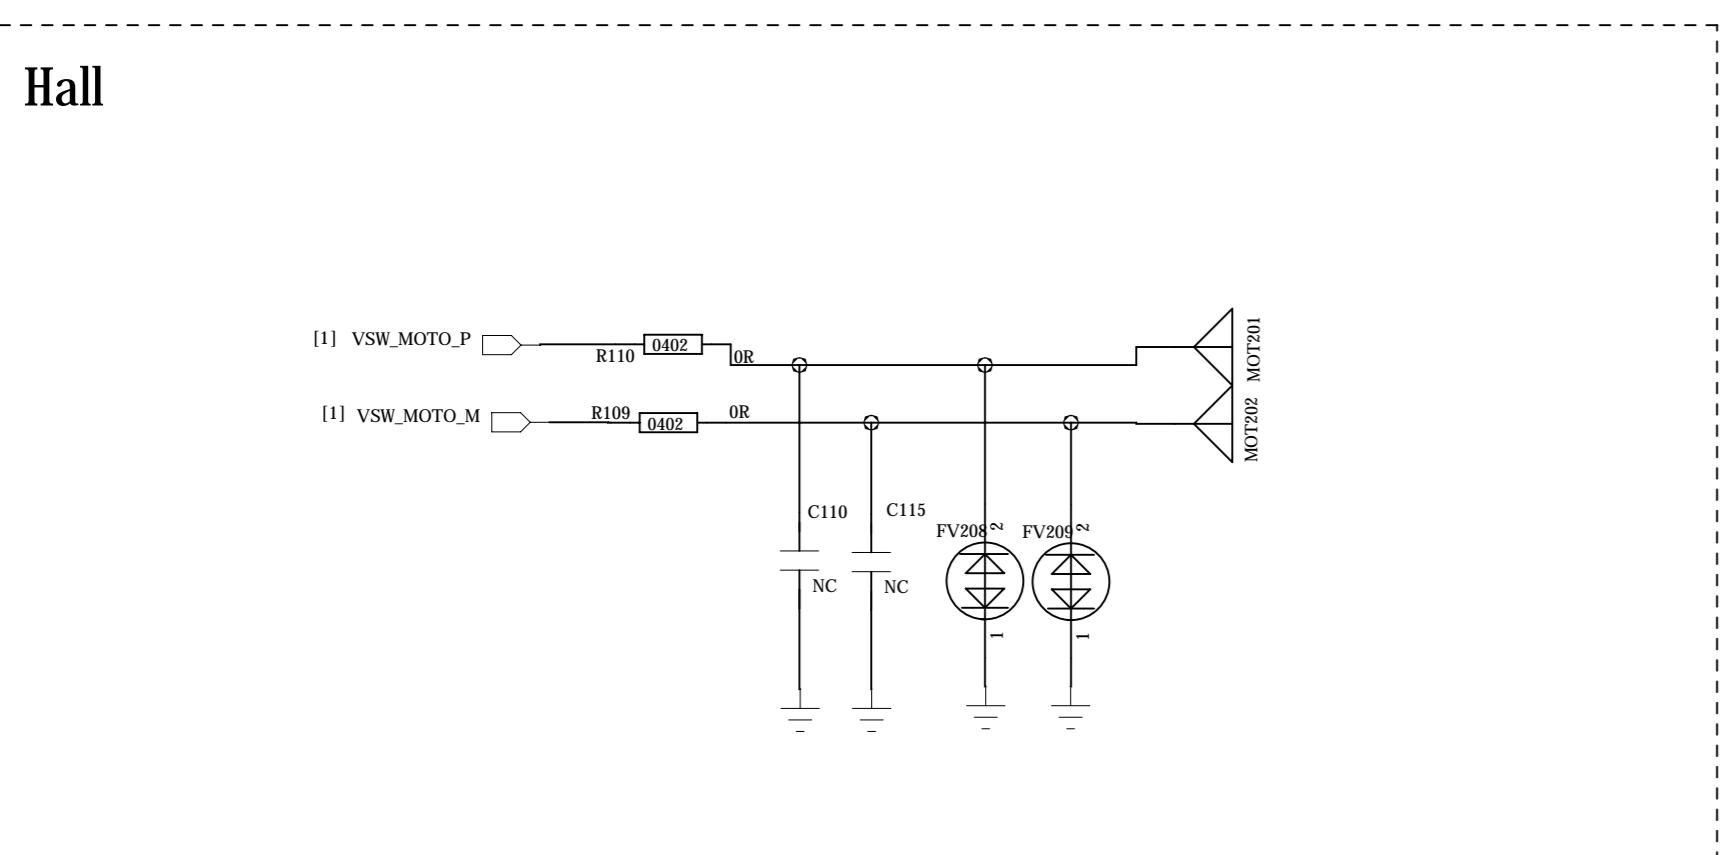 Hall
[1] VSW_MOTO_P
R110
0402
0R
MOT201
[1] VSW_MOTO_M
R109
0402
0R
MOT202
C110
NC
C115
NC
FV208
2
1
FV209
2
1